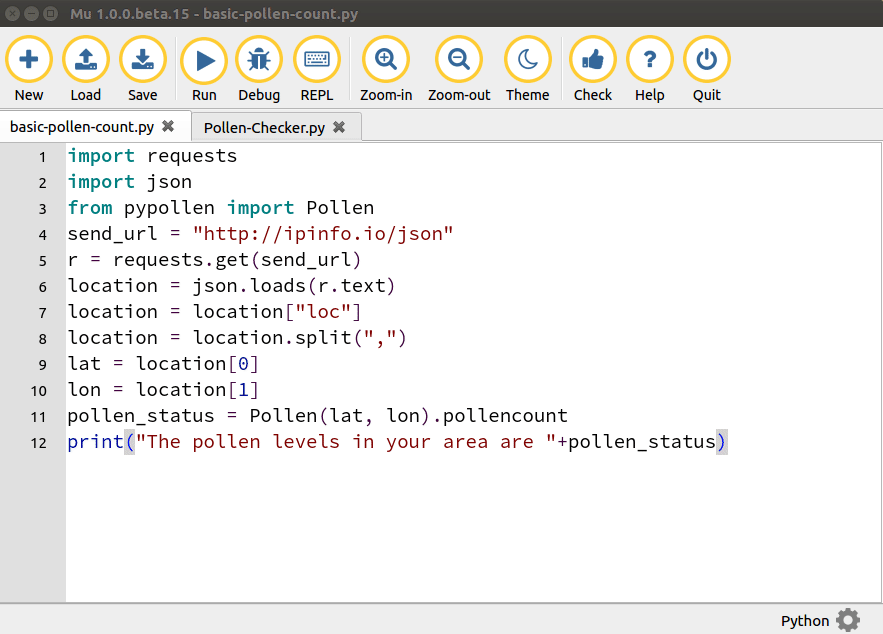 Mu 1.0.0.beta.15 - basic-pollen-count.py
New Load Save Run Debug REPL Zoom-in Zoom-out Theme Check Help Quit
basic-pollen-count.py Pollen-Checker.py
1 import requests
2 import json
3 from pypollen import Pollen
4 send_url = "http://ipinfo.io/json"
5 r = requests.get(send_url)
6 location = json.loads(r.text)
7 location = location["loc"]
8 location = location.split(",")
9 lat = location[0]
10 lon = location[1]
11 pollen_status = Pollen(lat, lon).pollencount
12 print("The pollen levels in your area are "+pollen_status)
Python